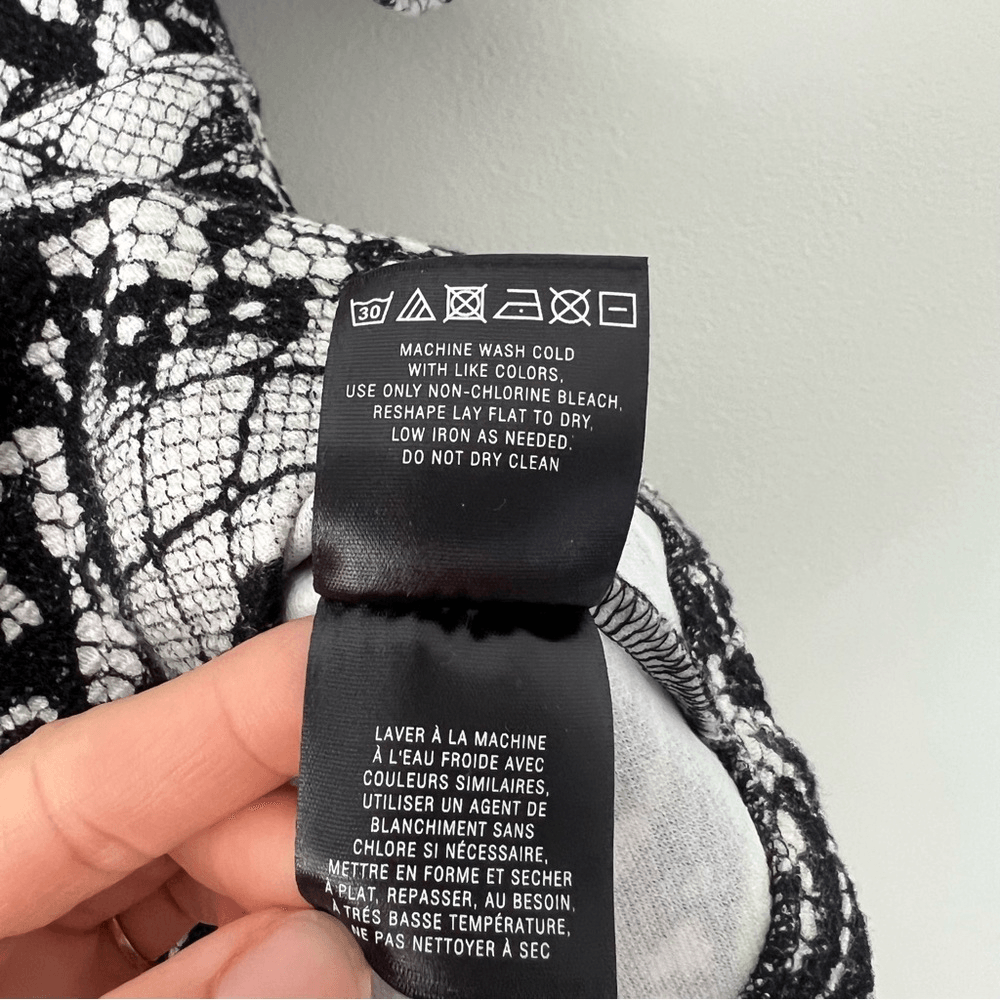 30
MACHINE WASH COLD
WITH LIKE COLORS,
USE ONLY NON-CHLORINE BLEACH,
RESHAPE LAY FLAT TO DRY,
LOW IRON AS NEEDED.
DO NOT DRY CLEAN
LAVER À LA MACHINE
À L'EAU FROIDE AVEC
COULEURS SIMILAIRES,
UTILISER UN AGENT DE
BLANCHIMENT SANS
CHLORE SI NÉCESSAIRE,
METTRE EN FORME ET SECHER
À PLAT, REPASSER, AU BESOIN,
À TRÉS BASSE TEMPÉRATURE,
NE PAS NETTOYER À SEC